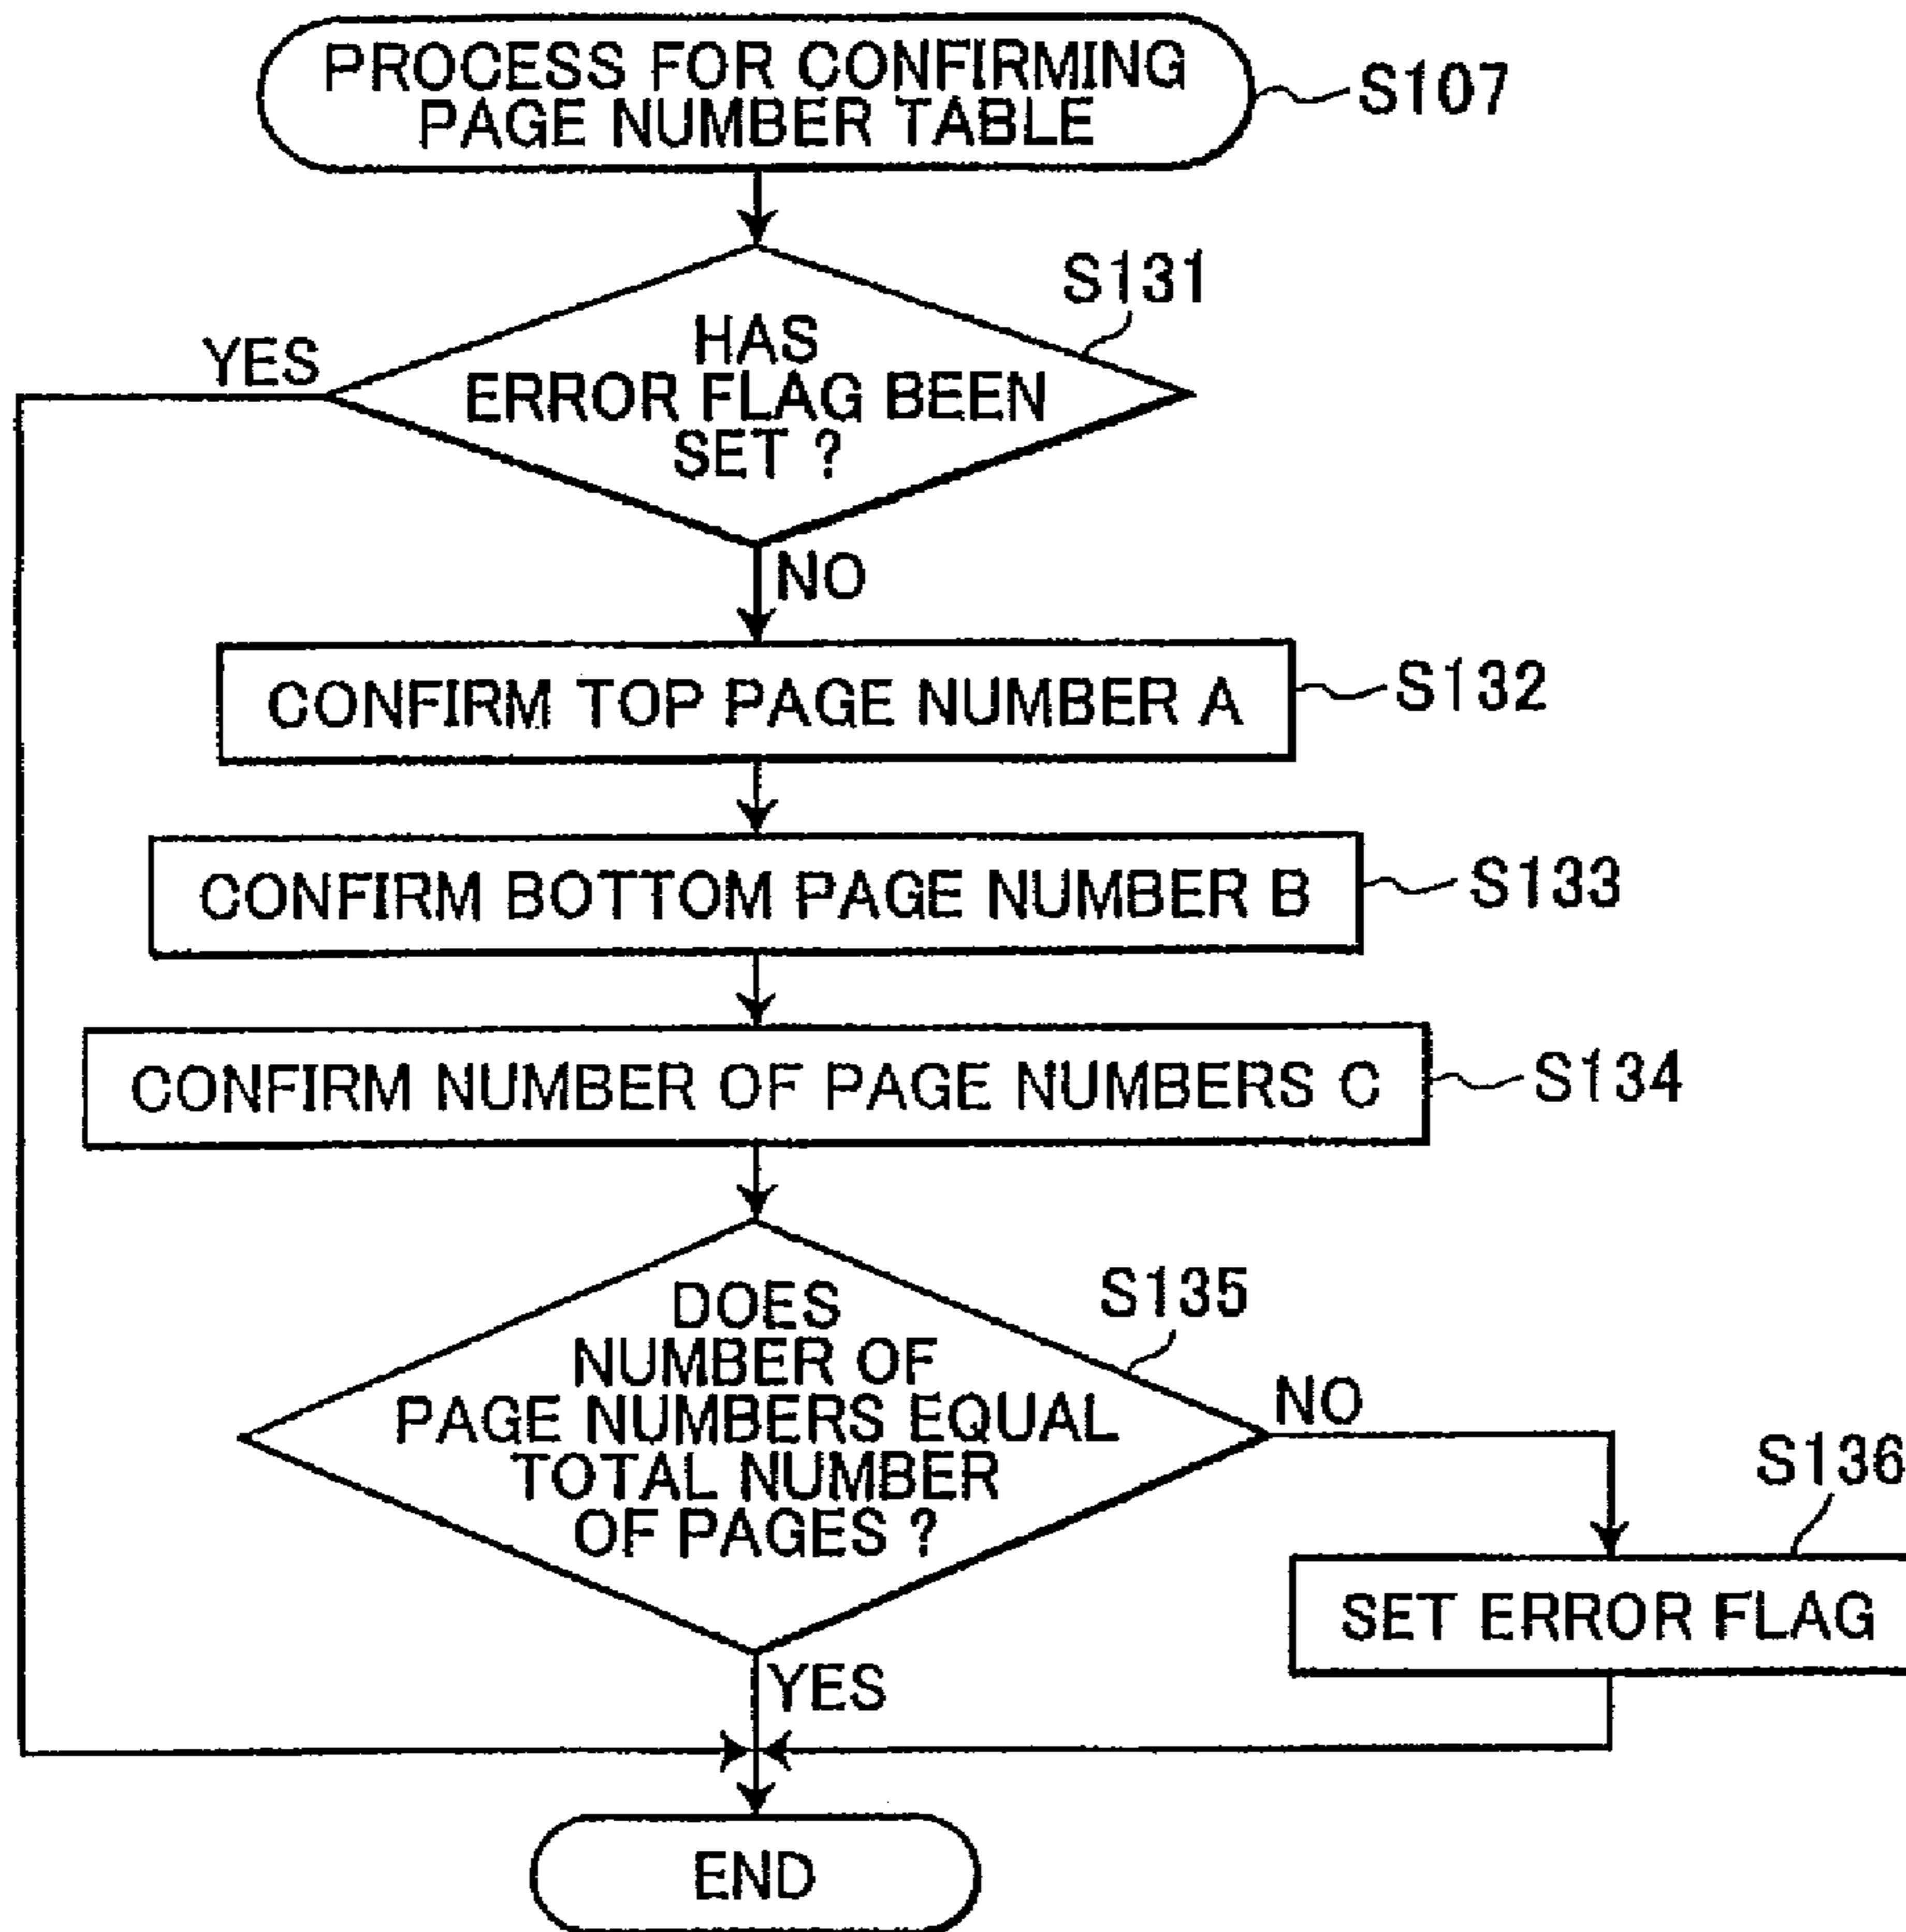 PROCESS FOR CONFIRMING
PAGE NUMBER TABLE
S107
S131
HAS
ERROR FLAG BEEN
SET ?
YES
NO
CONFIRM TOP PAGE NUMBER A
S132
CONFIRM BOTTOM PAGE NUMBER B
S133
CONFIRM NUMBER OF PAGE NUMBERS C
S134
S135
DOES
NUMBER OF
PAGE NUMBERS EQUAL
TOTAL NUMBER
OF PAGES ?
NO
S136
SET ERROR FLAG
YES
END